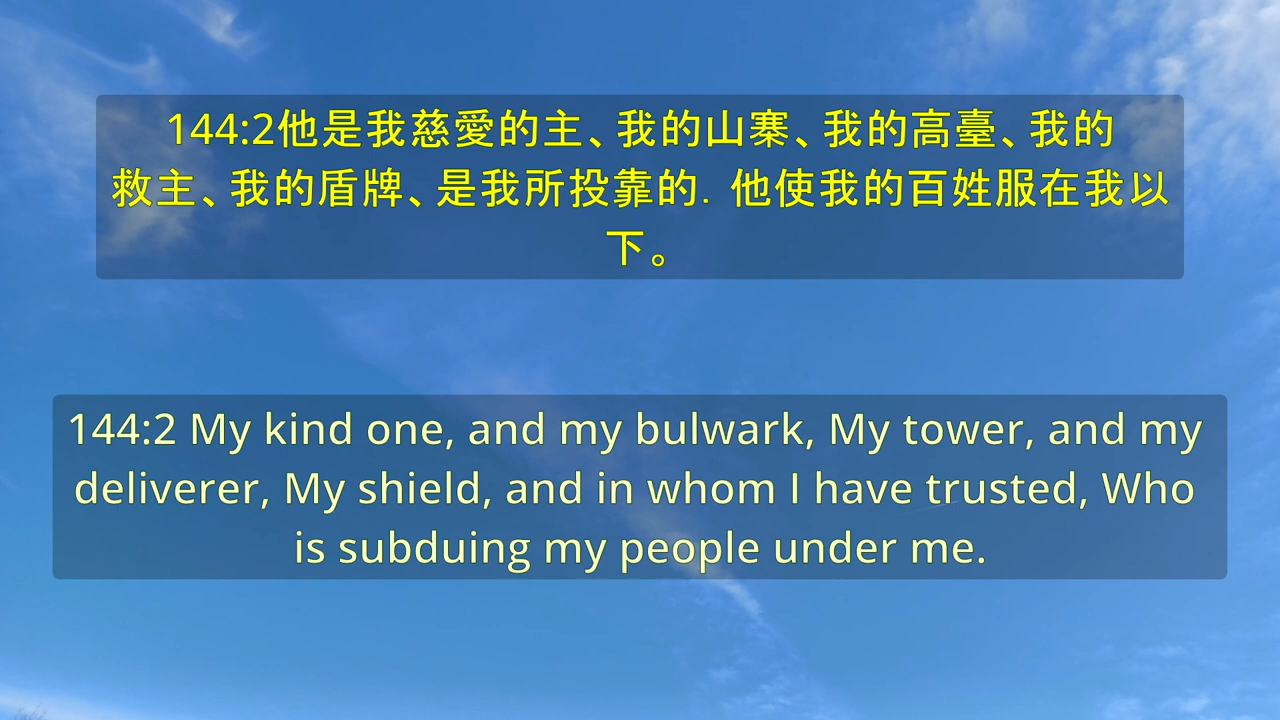 144:2他是我慈愛的主、我的山寨、我的高臺、我的
救主、我的盾牌、是我所投靠的．他使我的百姓服在我以
下。
144:2 My kind one, and my bulwark, My tower, and my
deliverer, My shield, and in whom I have trusted, Who
is subduing my people under me.